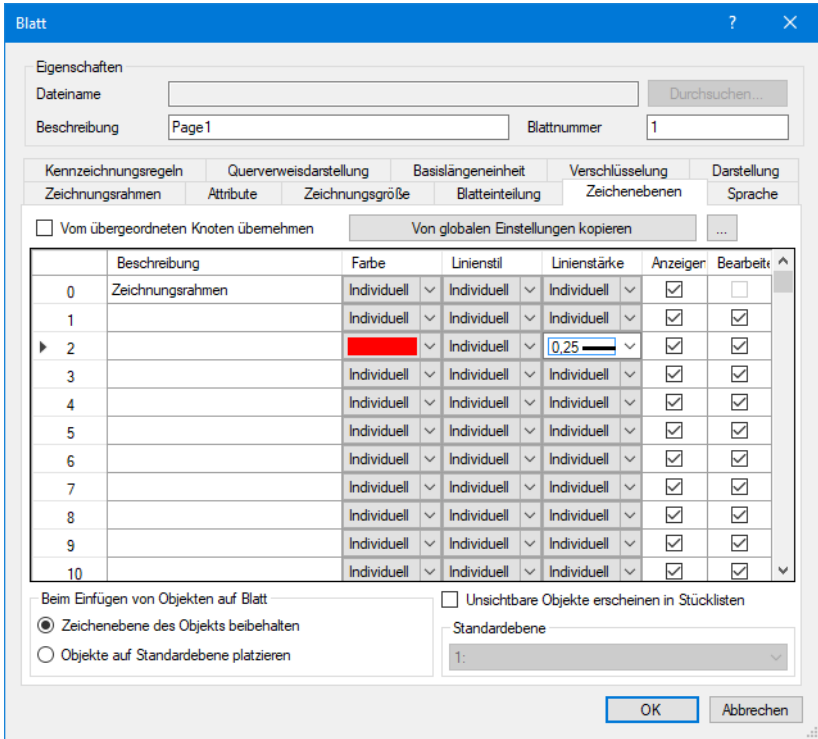 Blatt ?
Eigenschaften
Dateiname Durchsuchen...
Beschreibung Page1 Blattnummer 1
Kennzeichnungsregeln Querverweisdarstellung Basislängeneinheit Verschlüsselung Darstellung
Zeichnungsrahmen Attribute Zeichnungsgröße Blatteinteilung Zeichenebenen Sprache
Vom übergeordneten Knoten übernehmen Von globalen Einstellungen kopieren ...
Beschreibung Farbe Linienstil Linienstärke Anzeigen Bearbeite
0 Zeichnungsrahmen Individuell Individuell Individuell
1 Individuell Individuell Individuell
2 Individuell 0,25
3 Individuell Individuell Individuell
4 Individuell Individuell Individuell
5 Individuell Individuell Individuell
6 Individuell Individuell Individuell
7 Individuell Individuell Individuell
8 Individuell Individuell Individuell
9 Individuell Individuell Individuell
10 Individuell Individuell Individuell
Beim Einfügen von Objekten auf Blatt
Zeichenebene des Objekts beibehalten
Objekte auf Standardebene platzieren
Unsichtbare Objekte erscheinen in Stücklisten
Standardebene
1:
OK Abbrechen